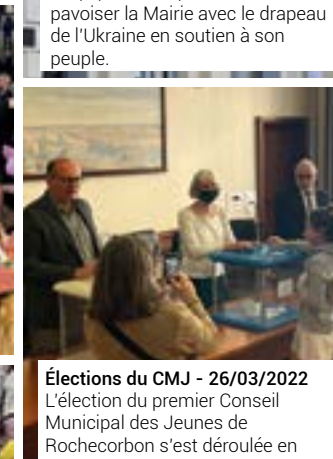 pavoiser la Mairie avec le drapeau
de l'Ukraine en soutien à son
peuple.
Élections du CMJ - 26/03/2022
L'élection du premier Conseil
Municipal des Jeunes de
Rochecorbon s'est déroulée en